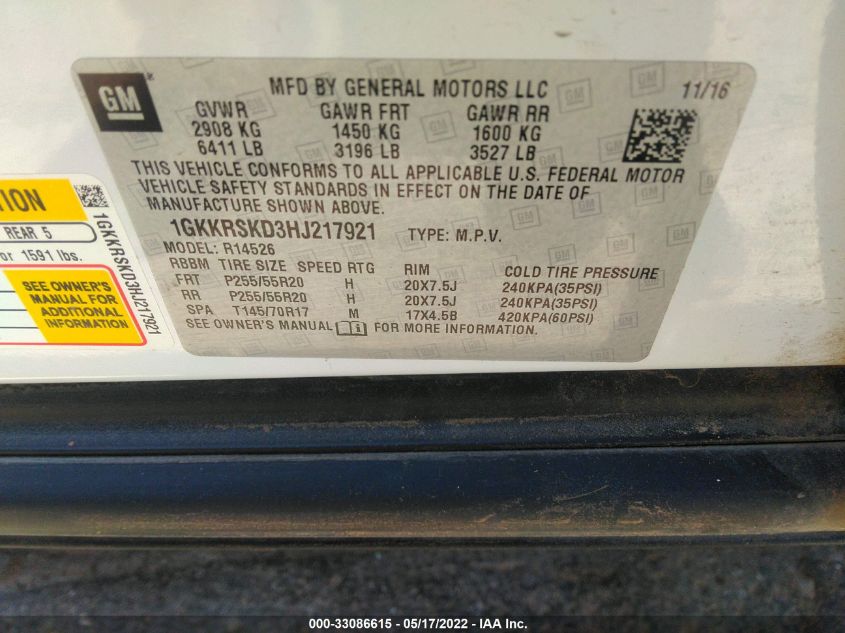 GM
MFD BY GENERAL MOTORS LLC 11/16
GVWR GAWR FRT GAWR RR
2908 KG 1450 KG 1600 KG
6411 LB 3196 LB 3527 LB
THIS VEHICLE CONFORMS TO ALL APPLICABLE U.S. FEDERAL MOTOR
VEHICLE SAFETY STANDARDS IN EFFECT ON THE DATE OF
MANUFACTURE SHOWN ABOVE.
1GKKRSKD3HJ217921 TYPE: M.P.V.
MODEL: R14526
RBBM TIRE SIZE SPEED RTG RIM COLD TIRE PRESSURE
FRT P255/55R20 H 20X7.5J 240KPA(35PSI)
RR P255/55R20 H 20X7.5J 240KPA(35PSI)
SPA T145/70R17 M 17X4.5B 420KPA(60PSI)
SEE OWNER'S MANUAL FOR MORE INFORMATION.
REAR 5
or 1591 lbs.
SEE OWNER'S
MANUAL FOR
ADDITIONAL
INFORMATION
1GKKRSKD3HJ217921
000-33086615 - 05/17/2022 - IAA Inc.